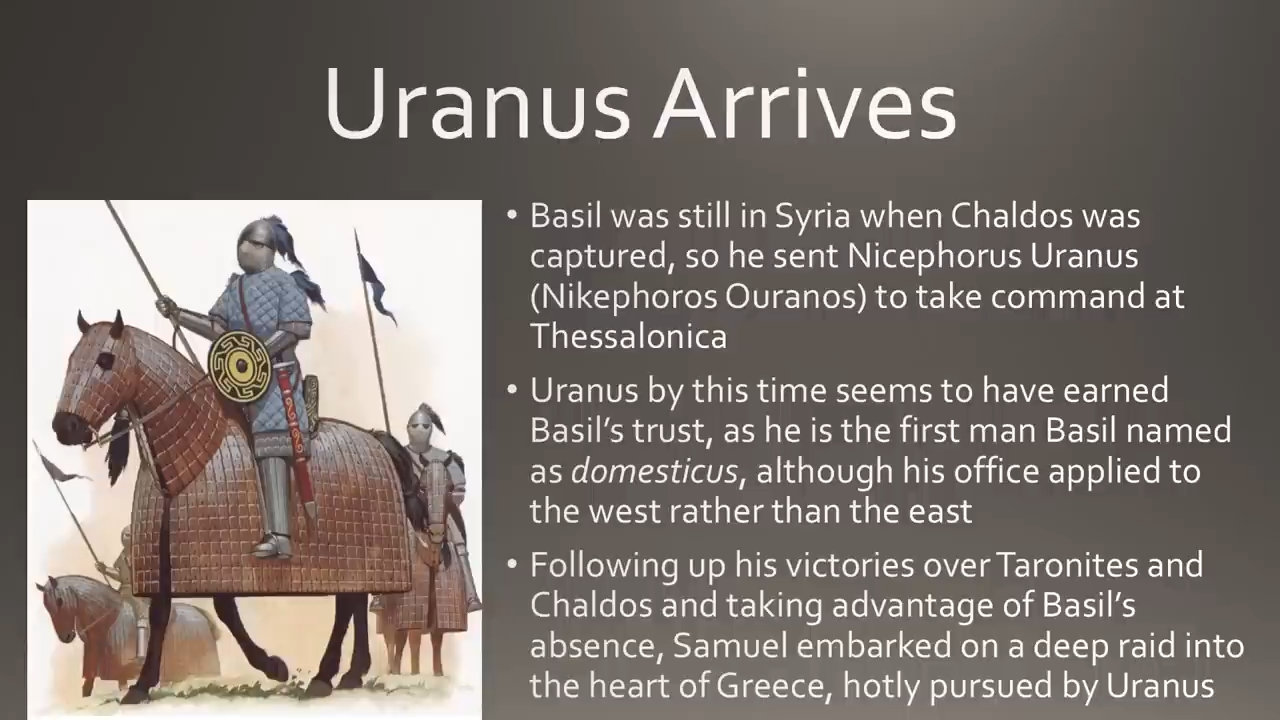 Uranus Arrives
• Basil was still in Syria when Chaldos was
captured, so he sent Nicephorus Uranus
(Nikephoros Ouranos) to take command at
Thessalonica
• Uranus by this time seems to have earned
Basil’s trust, as he is the first man Basil named
as domesticus, although his office applied to
the west rather than the east
• Following up his victories over Taronites and
Chaldos and taking advantage of Basil’s
absence, Samuel embarked on a deep raid into
the heart of Greece, hotly pursued by Uranus